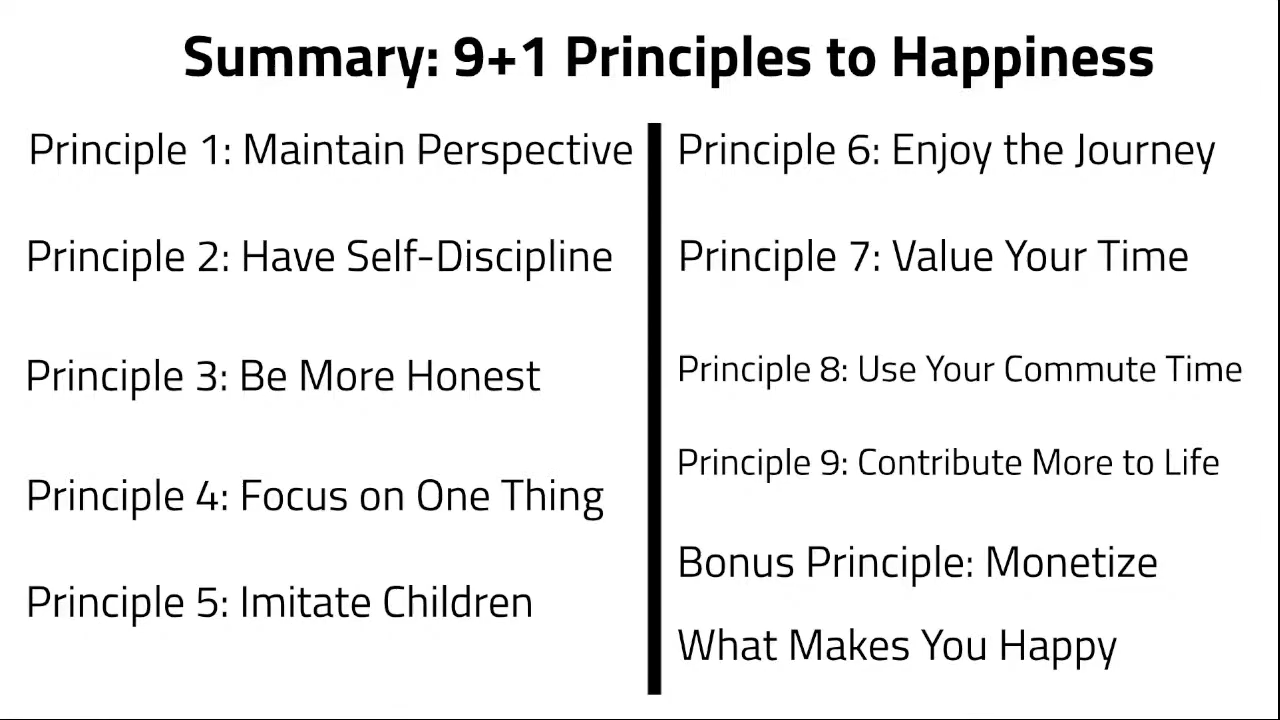 Summary: 9+1 Principles to Happiness
Principle 1: Maintain Perspective
Principle 2: Have Self-Discipline
Principle 3: Be More Honest
Principle 4: Focus on One Thing
Principle 5: Imitate Children
Principle 6: Enjoy the Journey
Principle 7: Value Your Time
Principle 8: Use Your Commute Time
Principle 9: Contribute More to Life
Bonus Principle: Monetize
What Makes You Happy